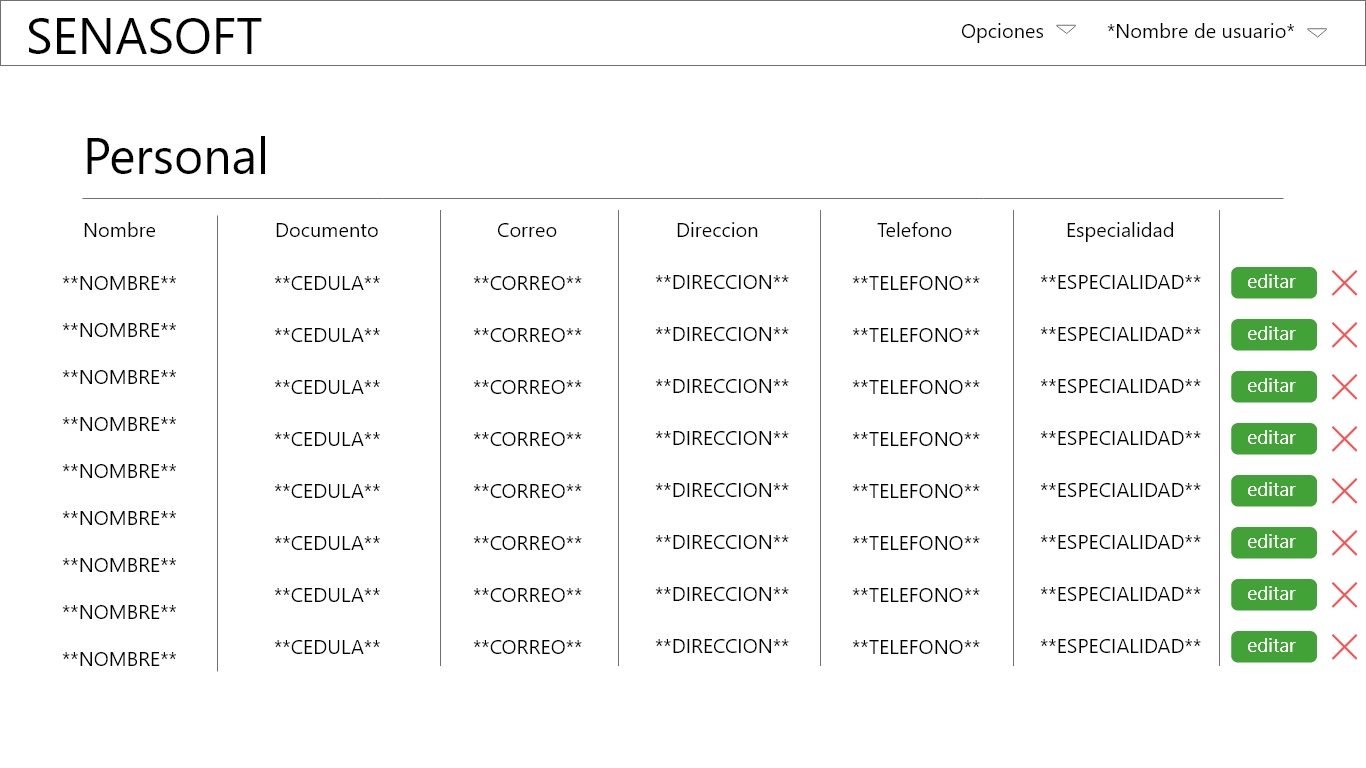 SENASOFT Opciones *Nombre de usuario*
Personal
Nombre Documento Correo Direccion Telefono Especialidad
**NOMBRE** **CEDULA** **CORREO** **DIRECCION** **TELEFONO** **ESPECIALIDAD** editar
**NOMBRE** **CEDULA** **CORREO** **DIRECCION** **TELEFONO** **ESPECIALIDAD** editar
**NOMBRE** **CEDULA** **CORREO** **DIRECCION** **TELEFONO** **ESPECIALIDAD** editar
**NOMBRE** **CEDULA** **CORREO** **DIRECCION** **TELEFONO** **ESPECIALIDAD** editar
**NOMBRE** **CEDULA** **CORREO** **DIRECCION** **TELEFONO** **ESPECIALIDAD** editar
**NOMBRE** **CEDULA** **CORREO** **DIRECCION** **TELEFONO** **ESPECIALIDAD** editar
**NOMBRE** **CEDULA** **CORREO** **DIRECCION** **TELEFONO** **ESPECIALIDAD** editar
**NOMBRE** **CEDULA** **CORREO** **DIRECCION** **TELEFONO** **ESPECIALIDAD** editar
**NOMBRE**